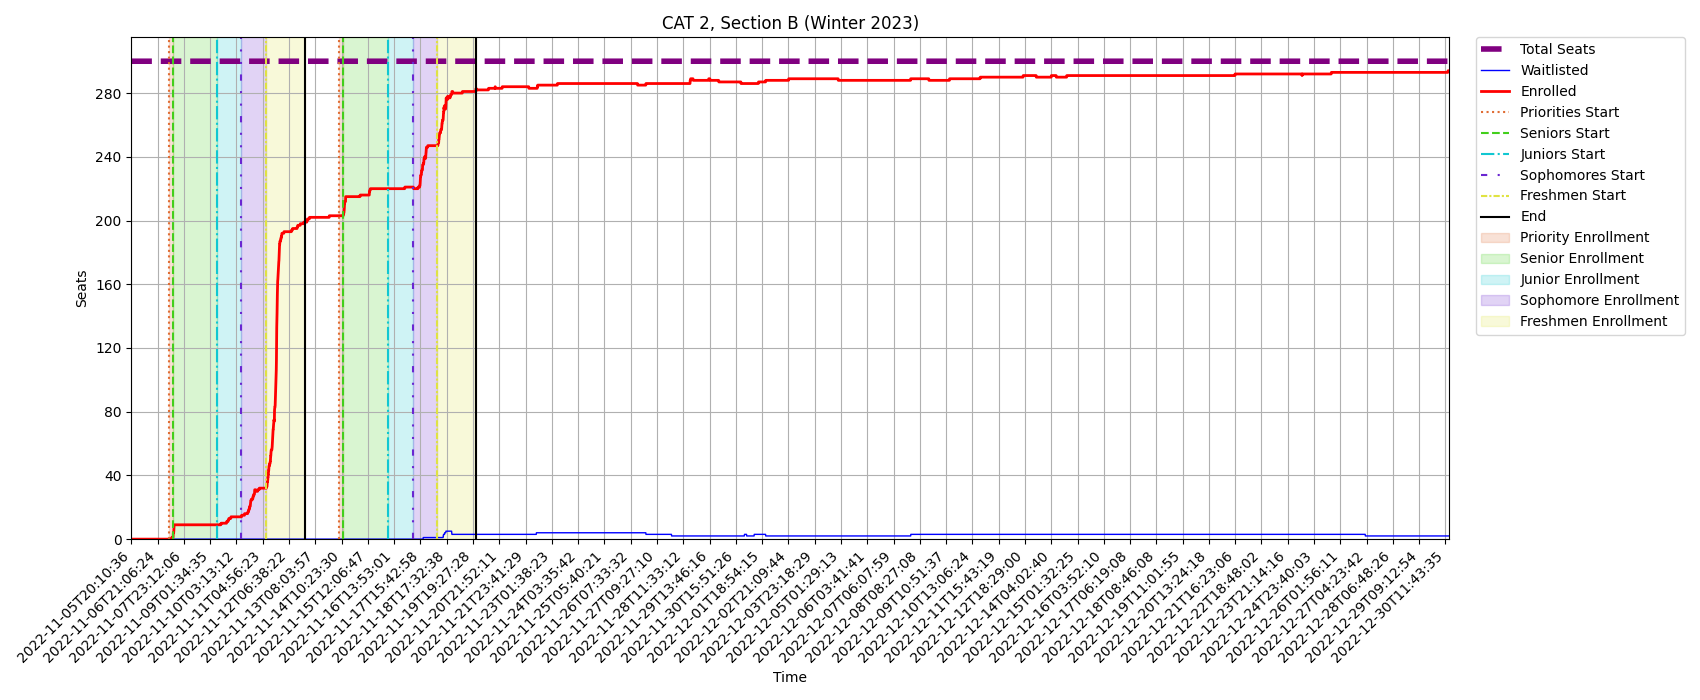 CAT 2, Section B (Winter 2023)
Total Seats
Waitlisted
Enrolled
Priorities Start
Seniors Start
Juniors Start
Sophomores Start
Freshmen Start
End
Priority Enrollment
Senior Enrollment
Junior Enrollment
Sophomore Enrollment
Freshmen Enrollment
Seats
280
240
200
160
120
80
40
0
2022-11-05T20:10:36
2022-11-06T21:06:24
2022-11-07T23:12:06
2022-11-09T01:34:35
2022-11-10T03:13:12
2022-11-11T04:56:23
2022-11-12T06:38:22
2022-11-13T08:03:57
2022-11-14T10:23:30
2022-11-15T12:06:47
2022-11-16T13:53:01
2022-11-17T15:42:58
2022-11-18T17:32:38
2022-11-19T19:27:28
2022-11-20T21:52:11
2022-11-21T23:41:29
2022-11-23T01:38:23
2022-11-24T03:35:42
2022-11-25T05:40:21
2022-11-26T07:33:32
2022-11-27T09:27:10
2022-11-28T11:33:12
2022-11-29T13:46:16
2022-11-30T15:51:26
2022-12-01T18:54:15
2022-12-02T21:09:44
2022-12-03T23:18:29
2022-12-05T01:29:13
2022-12-06T03:41:41
2022-12-07T06:07:59
2022-12-08T08:27:08
2022-12-09T10:51:37
2022-12-10T13:06:24
2022-12-11T15:43:19
2022-12-12T18:29:00
2022-12-14T04:02:40
2022-12-15T01:32:25
2022-12-16T03:52:10
2022-12-17T06:19:08
2022-12-18T08:46:08
2022-12-19T11:01:55
2022-12-20T13:24:18
2022-12-21T16:23:06
2022-12-22T18:48:02
2022-12-23T21:14:16
2022-12-24T23:40:03
2022-12-26T01:56:11
2022-12-27T04:23:42
2022-12-28T06:48:26
2022-12-29T09:12:54
2022-12-30T11:43:35
Time